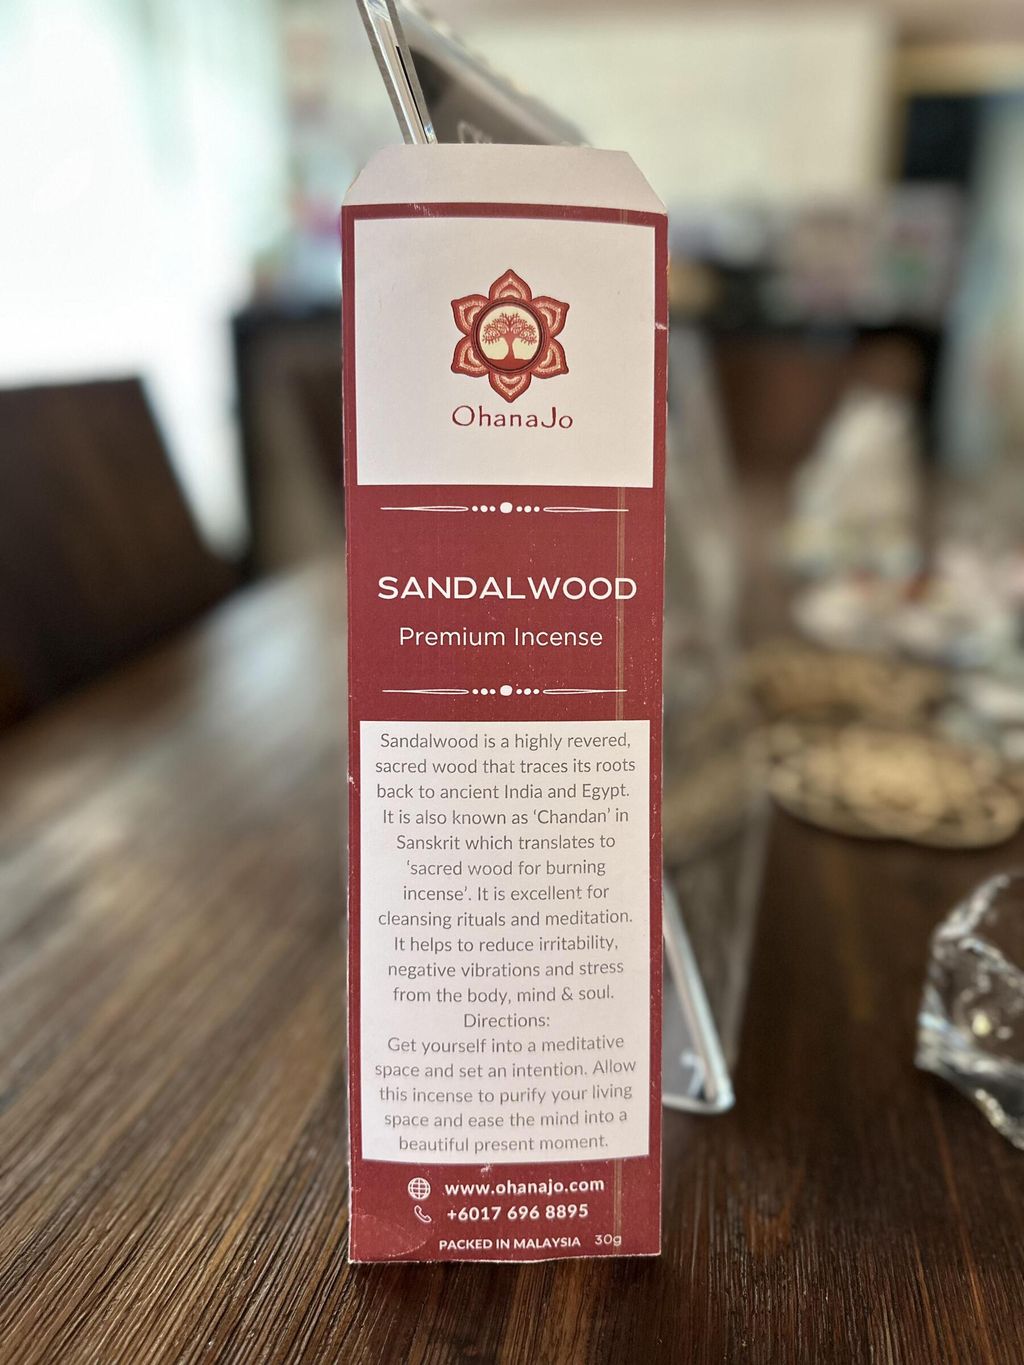 OhanaJo
SANDALWOOD
Premium Incense
Sandalwood is a highly revered,
sacred wood that traces its roots
back to ancient India and Egypt.
It is also known as ‘Chandan’ in
Sanskrit which translates to
‘sacred wood for burning
incense’. It is excellent for
cleansing rituals and meditation.
It helps to reduce irritability,
negative vibrations and stress
from the body, mind & soul.
Directions:
Get yourself into a meditative
space and set an intention. Allow
this incense to purify your living
space and ease the mind into a
beautiful present moment.
www.ohanajo.com
+6017 696 8895
PACKED IN MALAYSIA 30g